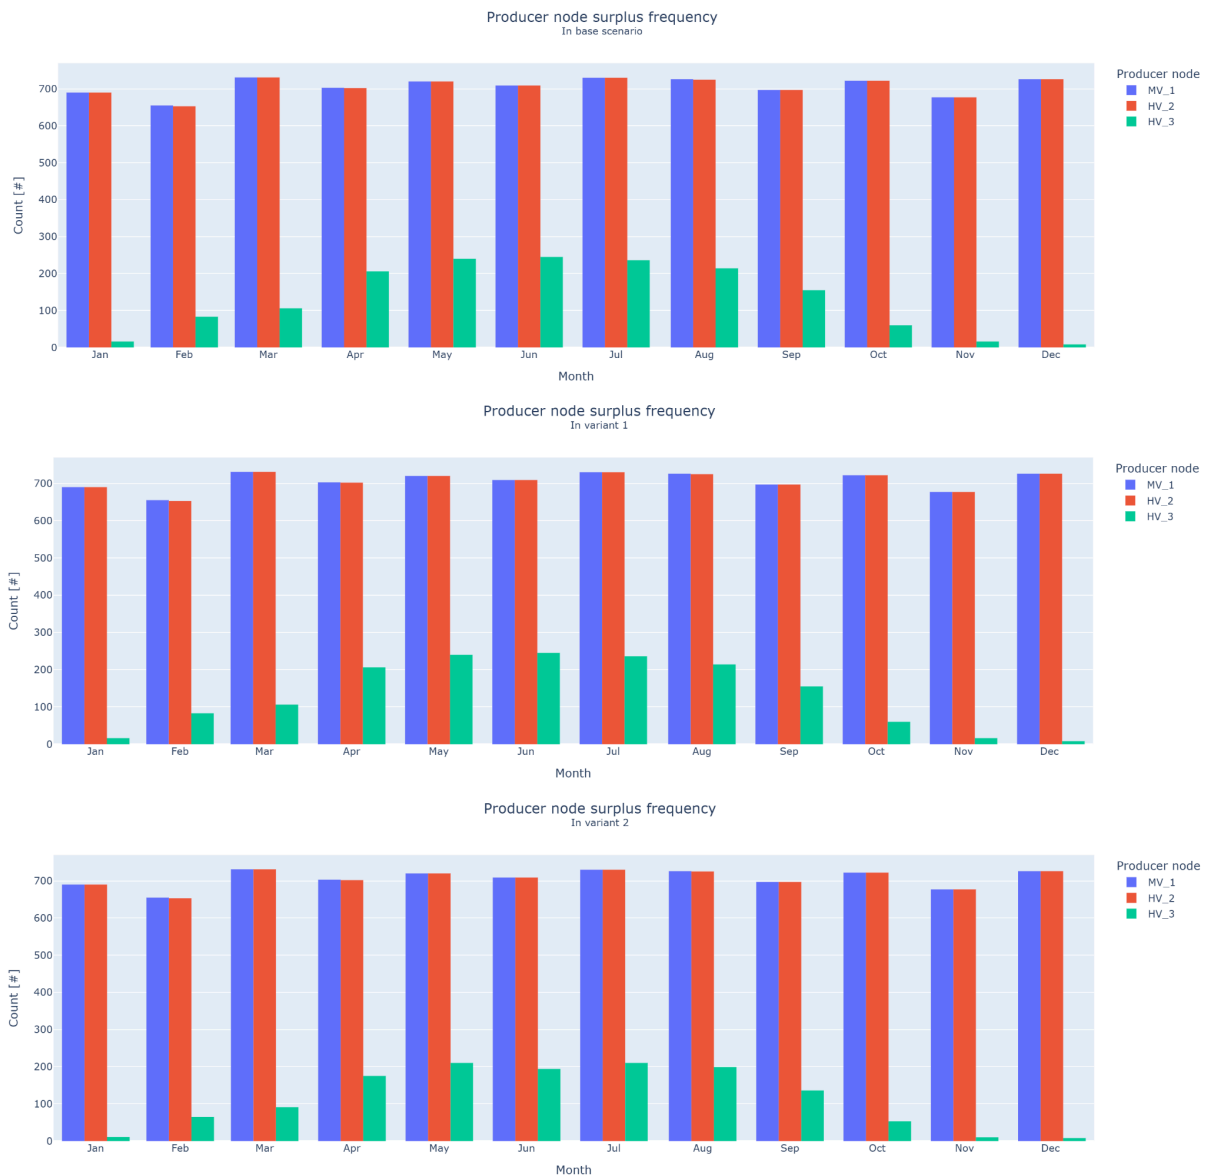 Producer node surplus frequency
In base scenario
Producer node
MV_1
HV_2
HV_3
Count [#]
700
600
500
400
300
200
100
0
Jan Feb Mar Apr May Jun Jul Aug Sep Oct Nov Dec
Month
Producer node surplus frequency
In variant 1
Producer node
MV_1
HV_2
HV_3
Count [#]
700
600
500
400
300
200
100
0
Jan Feb Mar Apr May Jun Jul Aug Sep Oct Nov Dec
Month
Producer node surplus frequency
In variant 2
Producer node
MV_1
HV_2
HV_3
Count [#]
700
600
500
400
300
200
100
0
Jan Feb Mar Apr May Jun Jul Aug Sep Oct Nov Dec
Month